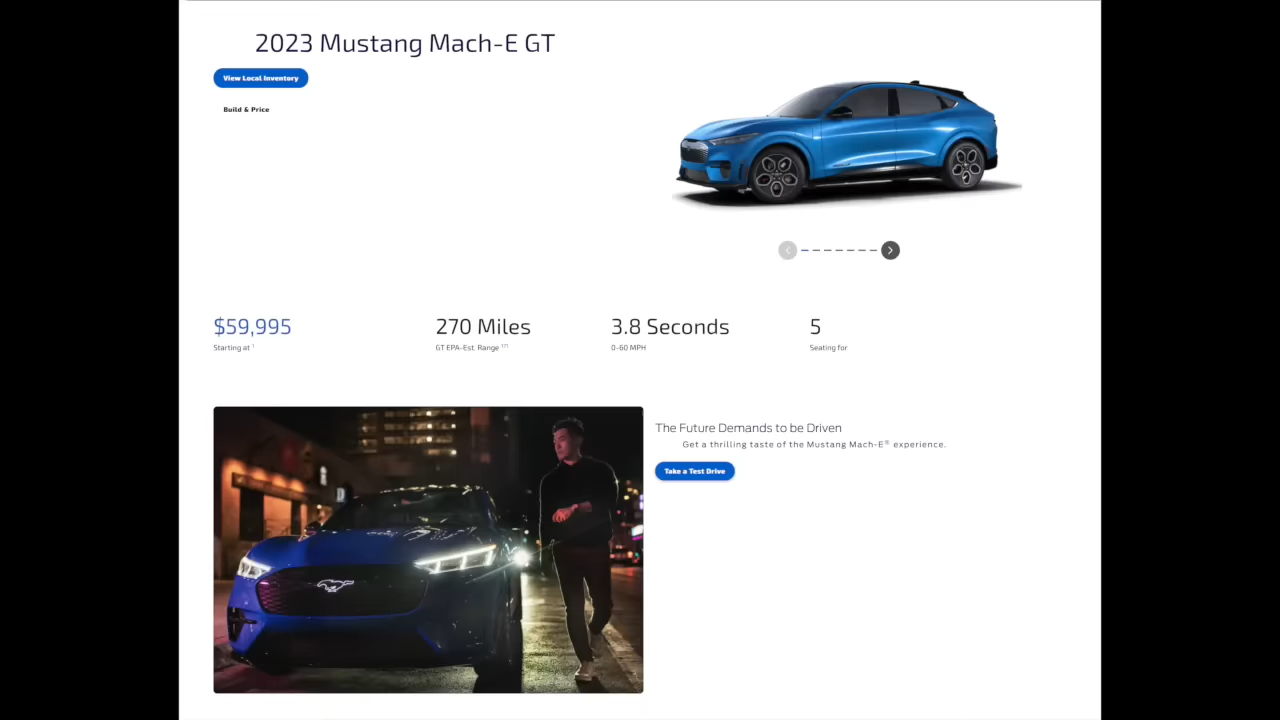 2023 Mustang Mach-E GT
View Local Inventory
Build & Price
$59,995
Starting at 1
270 Miles
GT EPA-Est. Range
3.8 Seconds
0-60 MPH
5
Seating for
The Future Demands to be Driven
Get a thrilling taste of the Mustang Mach-E® experience.
Take a Test Drive